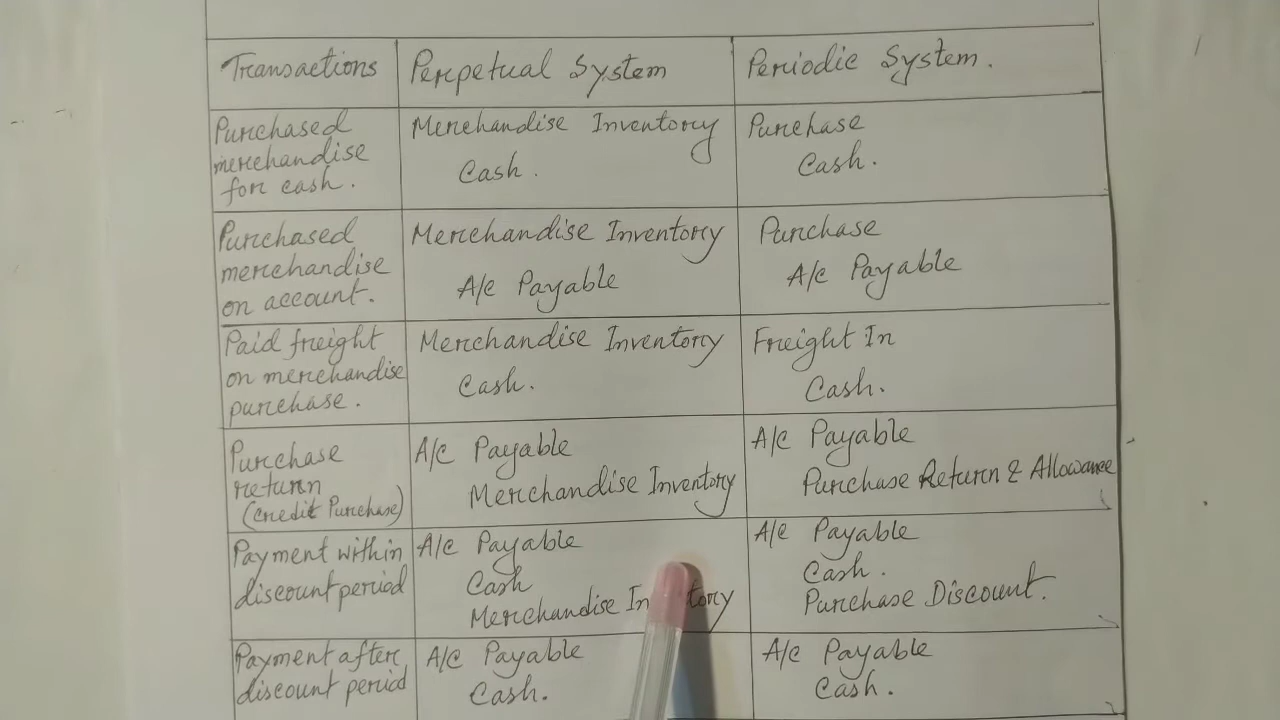 Transactions
Perpetual System
Periodic System.
Purchased
merchandise
for cash.
Merchandise Inventory
Cash.
Purchase
Cash.
Purchased
merchandise
on account.
Merchandise Inventory
A/c Payable
Purchase
A/c Payable
Paid freight
on merchandise
purchase.
Merchandise Inventory
Cash.
Freight In
Cash.
Purchase
return
(Credit Purchase)
A/c Payable
Merchandise Inventory
A/c Payable
Purchase Return & Allowance
Payment within
discount period
A/c Payable
Cash
Merchandise In tory
A/c Payable
Cash.
Purchase Discount.
Payment after
discount period
A/c Payable
Cash.
A/c Payable
Cash.